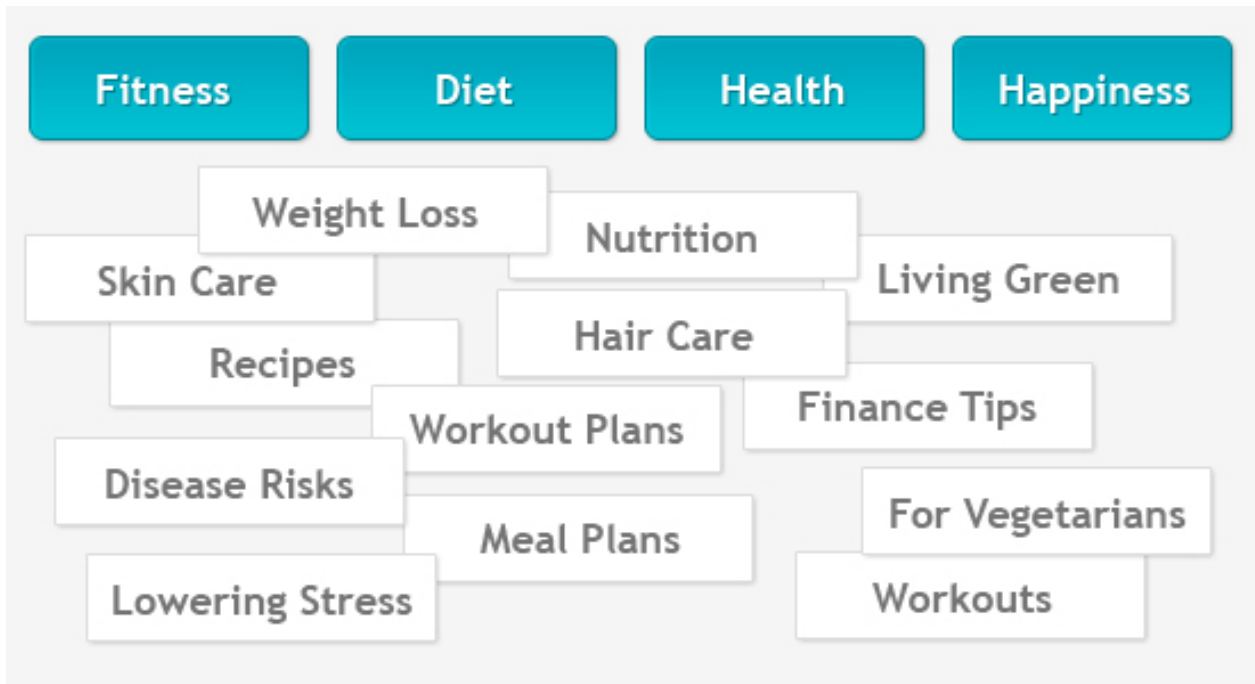 Fitness
Diet
Health
Happiness
Weight Loss
Nutrition
Skin Care
Living Green
Hair Care
Recipes
Finance Tips
Workout Plans
Disease Risks
For Vegetarians
Meal Plans
Lowering Stress
Workouts